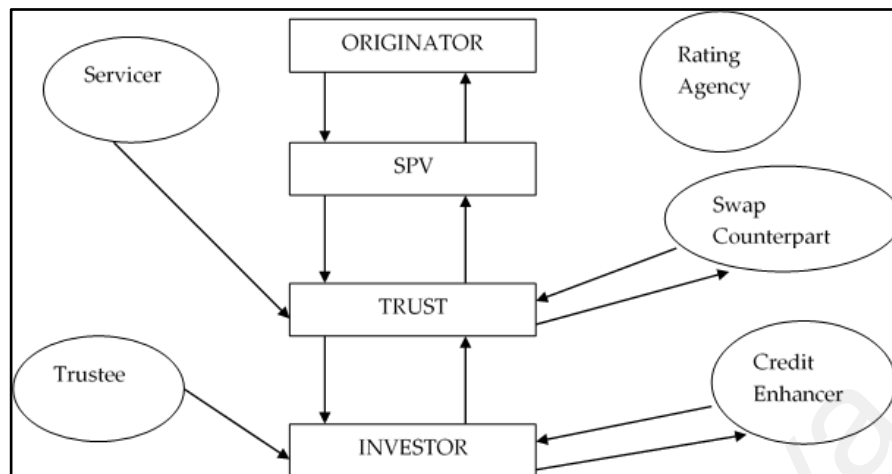 ORIGINATOR
Servicer
Rating
Agency
SPV
Swap
Counterpart
TRUST
Trustee
Credit
Enhancer
INVESTOR